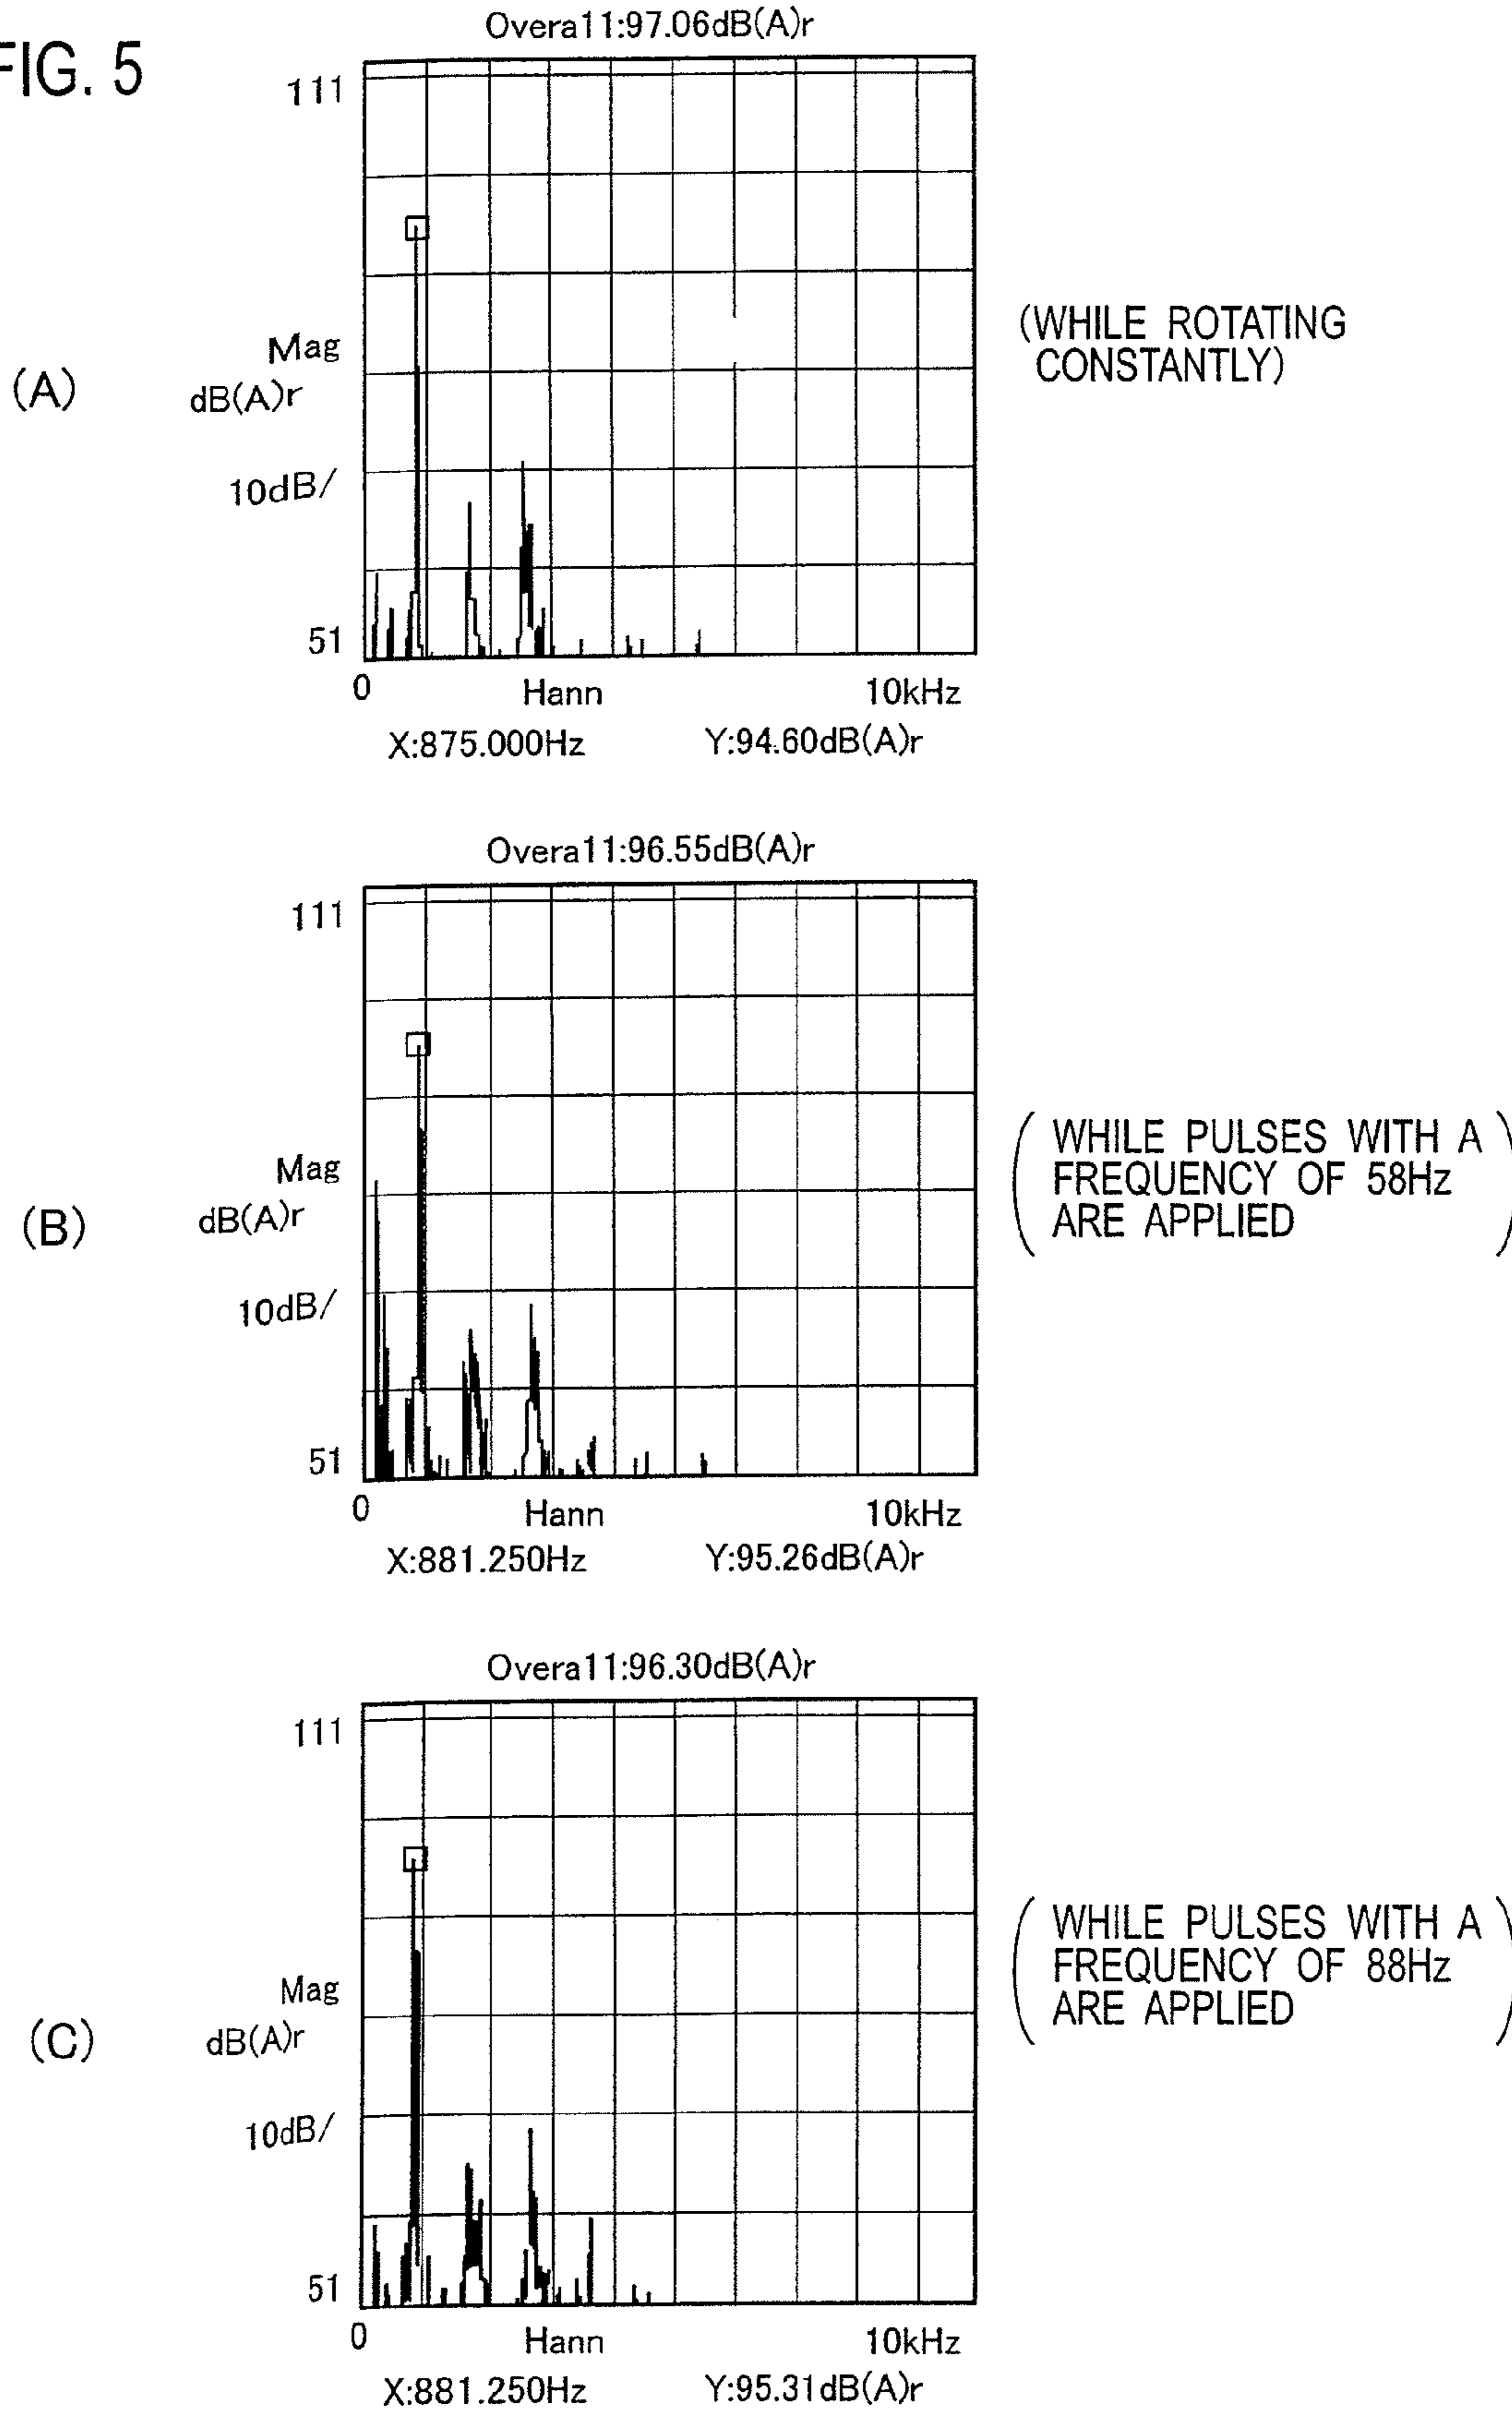 FIG. 5
Overa11:97.06dB(A)r
111
(A)
Mag
dB(A)r
10dB/
51
0
Hann
10kHz
X:875.000Hz
Y:94.60dB(A)r
(WHILE ROTATING
CONSTANTLY)
Overa11:96.55dB(A)r
111
(B)
Mag
dB(A)r
10dB/
51
0
Hann
10kHz
X:881.250Hz
Y:95.26dB(A)r
( WHILE PULSES WITH A
FREQUENCY OF 58Hz
ARE APPLIED )
Overa11:96.30dB(A)r
111
(C)
Mag
dB(A)r
10dB/
51
0
Hann
10kHz
X:881.250Hz
Y:95.31dB(A)r
( WHILE PULSES WITH A
FREQUENCY OF 88Hz
ARE APPLIED )